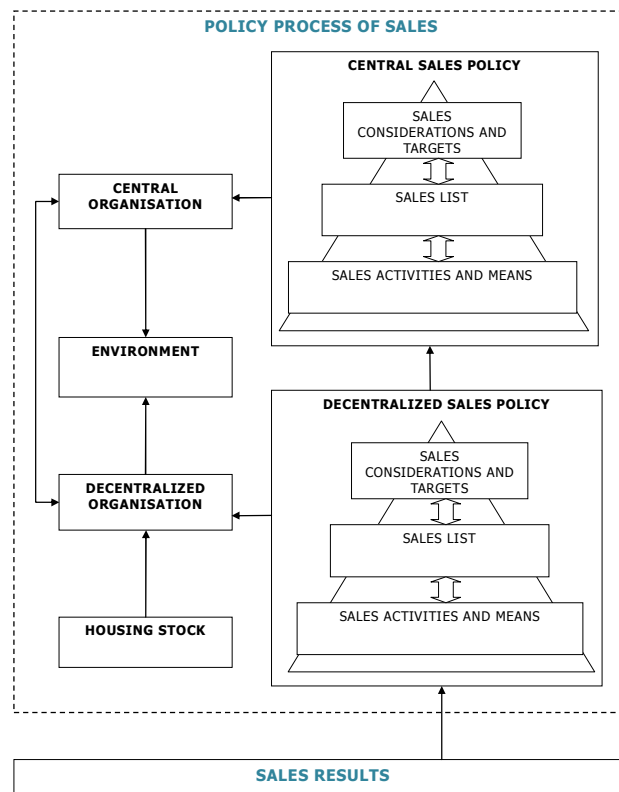 POLICY PROCESS OF SALES
CENTRAL SALES POLICY
SALES
CONSIDERATIONS AND
TARGETS
SALES LIST
SALES ACTIVITIES AND MEANS
CENTRAL
ORGANISATION
ENVIRONMENT
DECENTRALIZED
ORGANISATION
HOUSING STOCK
DECENTRALIZED SALES POLICY
SALES
CONSIDERATIONS AND
TARGETS
SALES LIST
SALES ACTIVITIES AND MEANS
SALES RESULTS